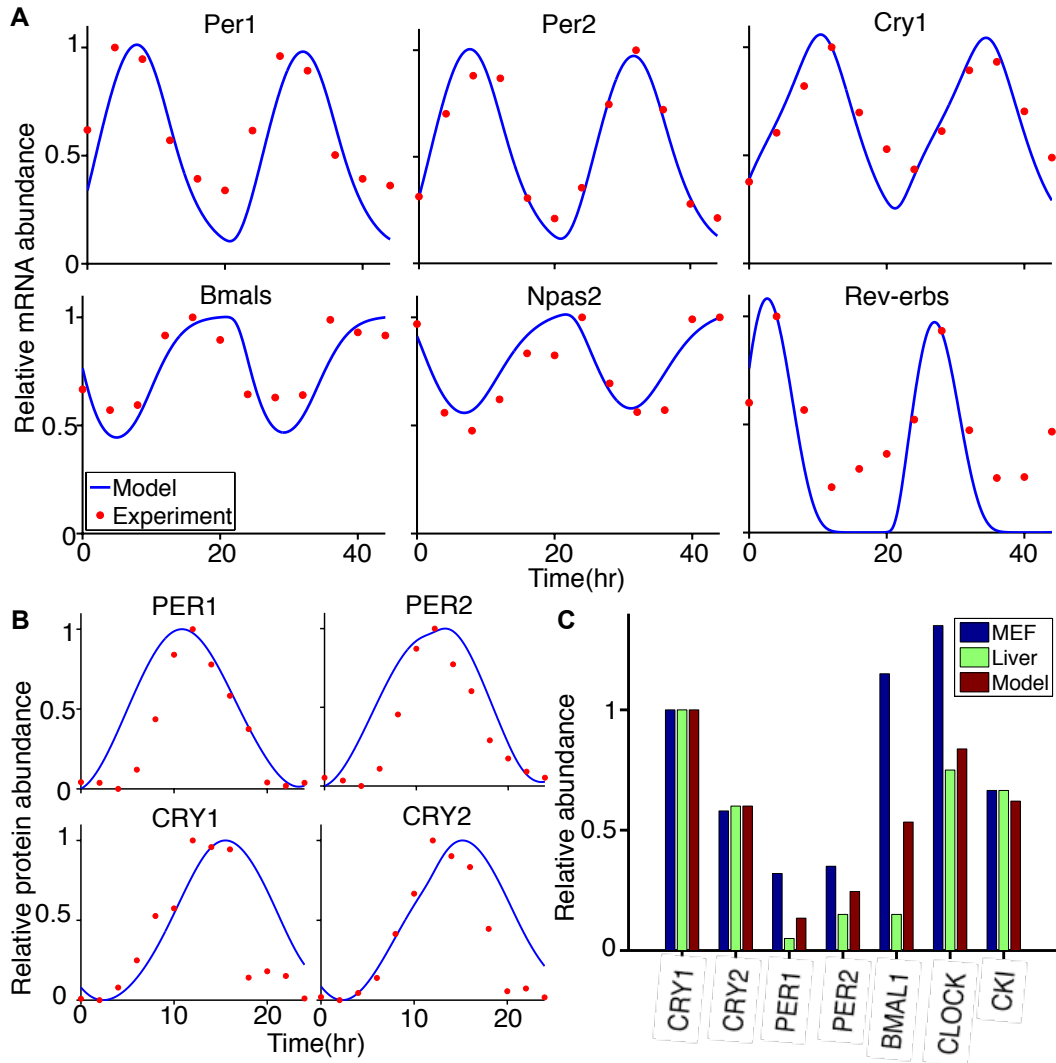 A
Per1
Per2
Cry1
Relative mRNA abundance
1
0.5
0
Bmals
Npas2
Rev-erbs
1
0.5
0
Model
Experiment
0 20 40
0 20 40
0 20 40
Time(hr)
B
PER1
PER2
Relative protein abundance
1
0.5
0
0 10 20
CRY1
CRY2
1
0.5
0
0 20
0 20
Time(hr)
C
MEF
Liver
Model
Relative abundance
1
0.5
0
CRY1
CRY2
PER1
PER2
BMAL1
CLOCK
CKI